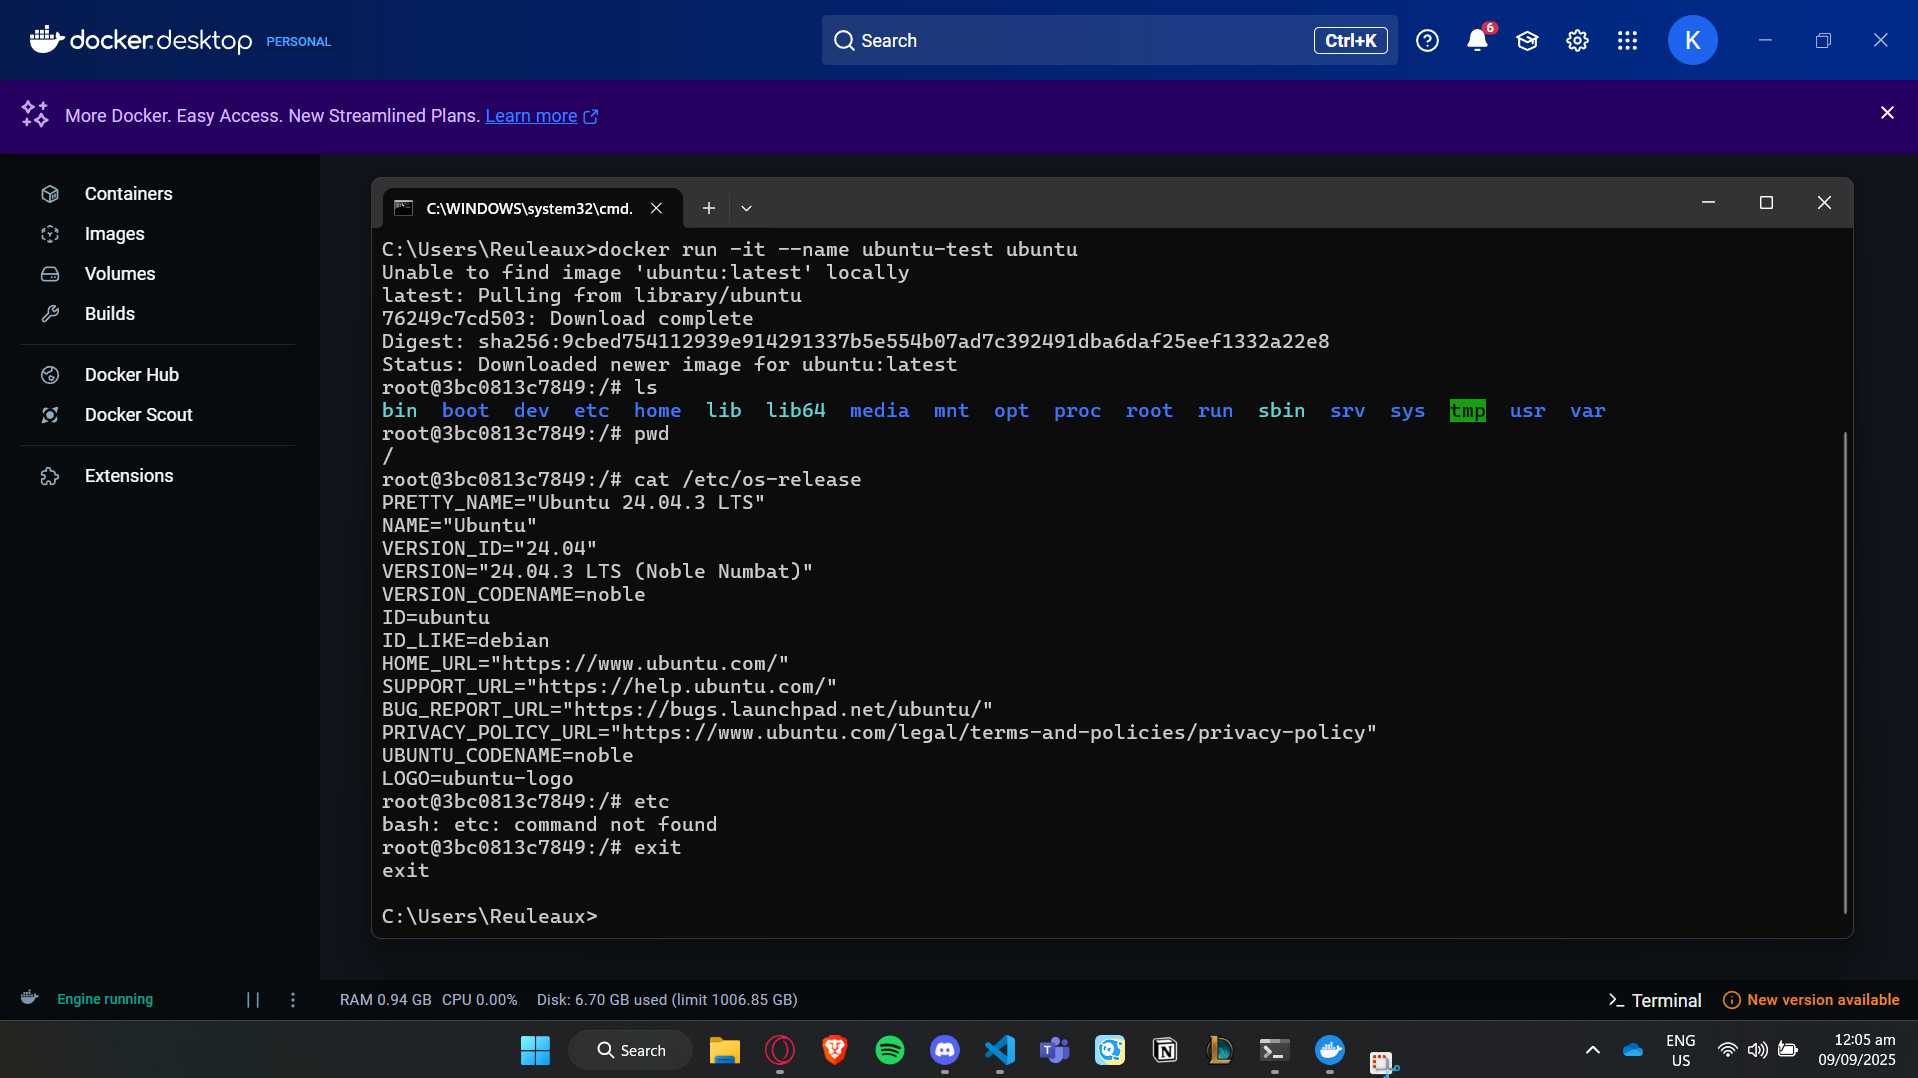 docker.desktop PERSONAL
Search
Ctrl+K
6
K
More Docker. Easy Access. New Streamlined Plans. Learn more
Containers
Images
Volumes
Builds
Docker Hub
Docker Scout
Extensions
C:\WINDOWS\system32\cmd.
C:\Users\Reuleaux>docker run -it --name ubuntu-test ubuntu
Unable to find image 'ubuntu:latest' locally
latest: Pulling from library/ubuntu
76249c7cd503: Download complete
Digest: sha256:9cbed754112939e914291337b5e554b07ad7c392491dba6daf25eef1332a22e8
Status: Downloaded newer image for ubuntu:latest
root@3bc0813c7849:/# ls
bin boot dev etc home lib lib64 media mnt opt proc root run sbin srv sys tmp usr var
root@3bc0813c7849:/# pwd
/
root@3bc0813c7849:/# cat /etc/os-release
PRETTY_NAME="Ubuntu 24.04.3 LTS"
NAME="Ubuntu"
VERSION_ID="24.04"
VERSION="24.04.3 LTS (Noble Numbat)"
VERSION_CODENAME=noble
ID=ubuntu
ID_LIKE=debian
HOME_URL="https://www.ubuntu.com/"
SUPPORT_URL="https://help.ubuntu.com/"
BUG_REPORT_URL="https://bugs.launchpad.net/ubuntu/"
PRIVACY_POLICY_URL="https://www.ubuntu.com/legal/terms-and-policies/privacy-policy"
UBUNTU_CODENAME=noble
LOGO=ubuntu-logo
root@3bc0813c7849:/# etc
bash: etc: command not found
root@3bc0813c7849:/# exit
exit
C:\Users\Reuleaux>
Engine running
RAM 0.94 GB CPU 0.00% Disk: 6.70 GB used (limit 1006.85 GB)
Terminal
New version available
Search
ENG
US
12:05 am
09/09/2025